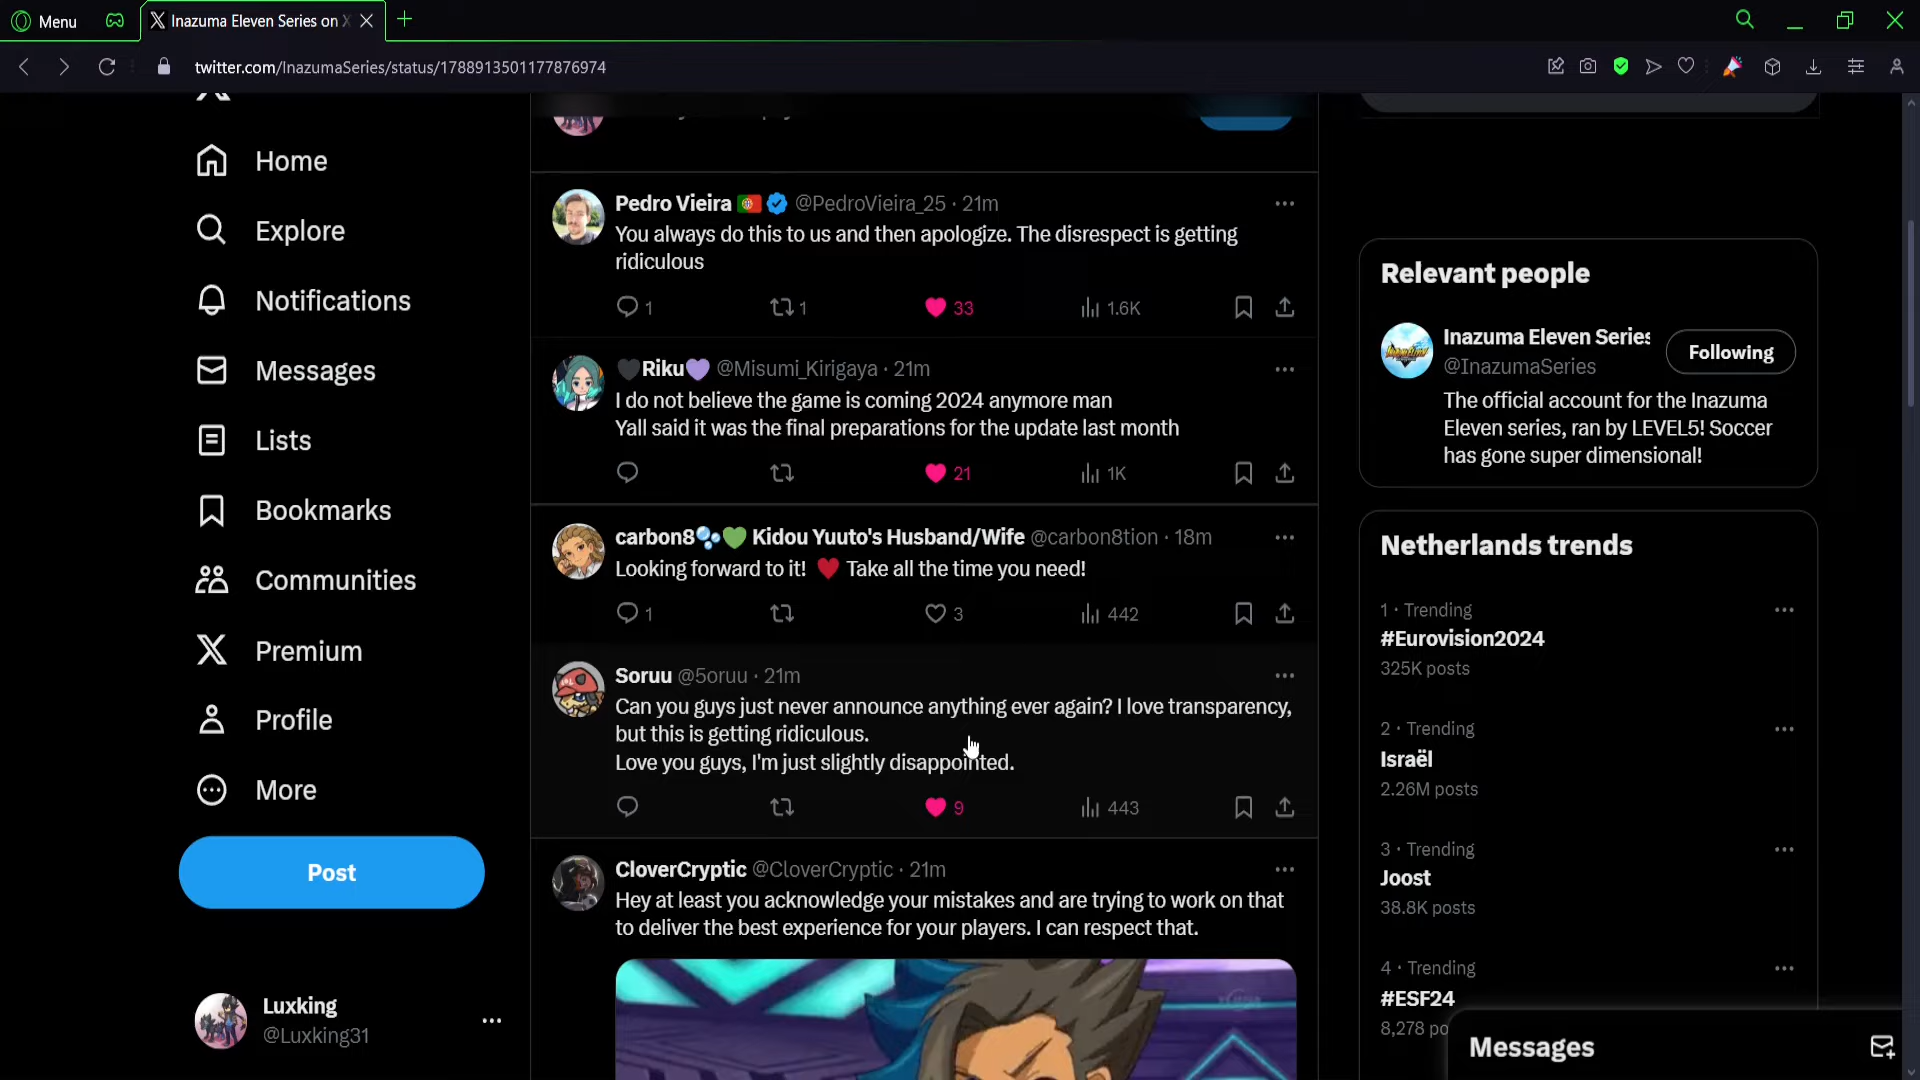 Menu
Inazuma Eleven Series on X
twitter.com/InazumaSeries/status/1788913501177876974
Home
Explore
Notifications
Messages
Lists
Bookmarks
Communities
Premium
Profile
More
Post
Luxking
@Luxking31
Pedro Vieira 🇵🇹 @PedroVieira_25 · 21m
You always do this to us and then apologize. The disrespect is getting
ridiculous
1 1 33 1.6K
🖤Riku💜 @Misumi_Kirigaya · 21m
I do not believe the game is coming 2024 anymore man
Yall said it was the final preparations for the update last month
21 1K
carbon8🫧💚 Kidou Yuuto's Husband/Wife @carbon8tion · 18m
Looking forward to it! ♥️ Take all the time you need!
1 3 442
Soruu @5oruu · 21m
Can you guys just never announce anything ever again? I love transparency,
but this is getting ridiculous.
Love you guys, I'm just slightly disappointed.
9 443
CloverCryptic @CloverCryptic · 21m
Hey at least you acknowledge your mistakes and are trying to work on that
to deliver the best experience for your players. I can respect that.
Relevant people
Inazuma Eleven Series
@InazumaSeries
Following
The official account for the Inazuma
Eleven series, ran by LEVEL5! Soccer
has gone super dimensional!
Netherlands trends
1 · Trending
#Eurovision2024
325K posts
2 · Trending
Israël
2.26M posts
3 · Trending
Joost
38.8K posts
4 · Trending
#ESF24
8,278 po
Messages